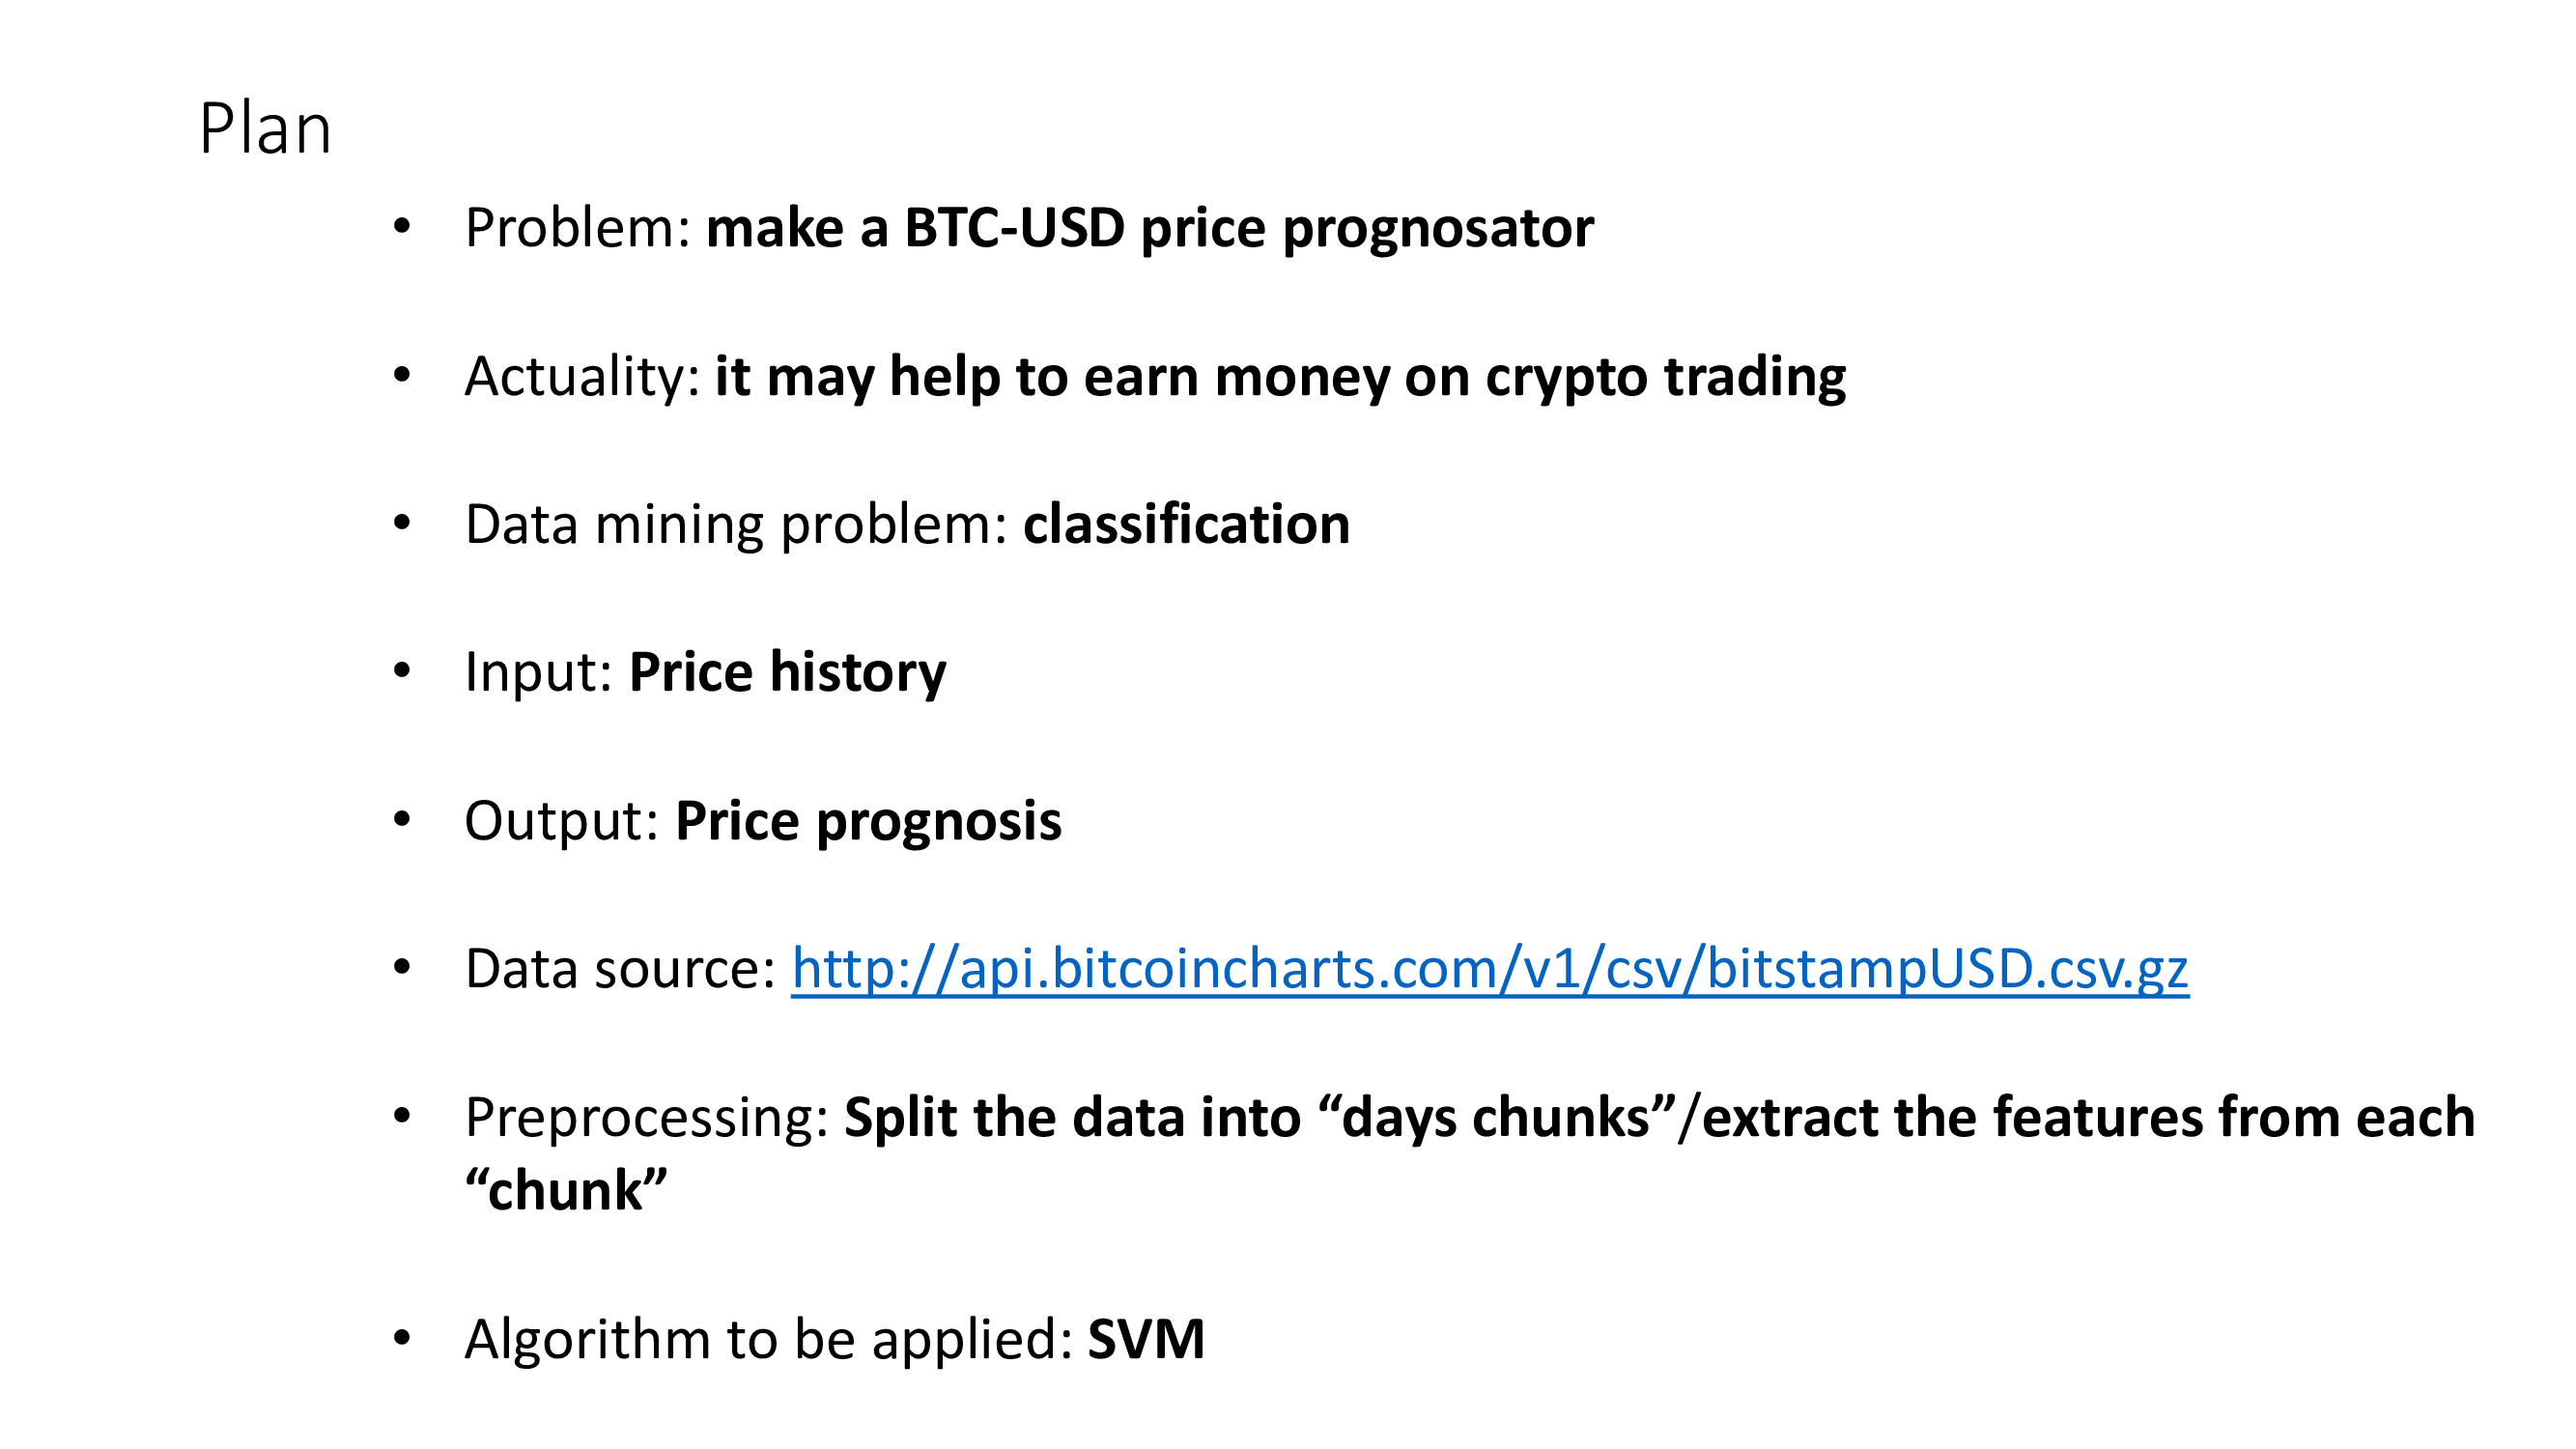 Plan
• Problem: make a BTC-USD price prognosator
• Actuality: it may help to earn money on crypto trading
• Data mining problem: classification
• Input: Price history
• Output: Price prognosis
• Data source: http://api.bitcoincharts.com/v1/csv/bitstampUSD.csv.gz
• Preprocessing: Split the data into “days chunks”/extract the features from each
“chunk”
• Algorithm to be applied: SVM